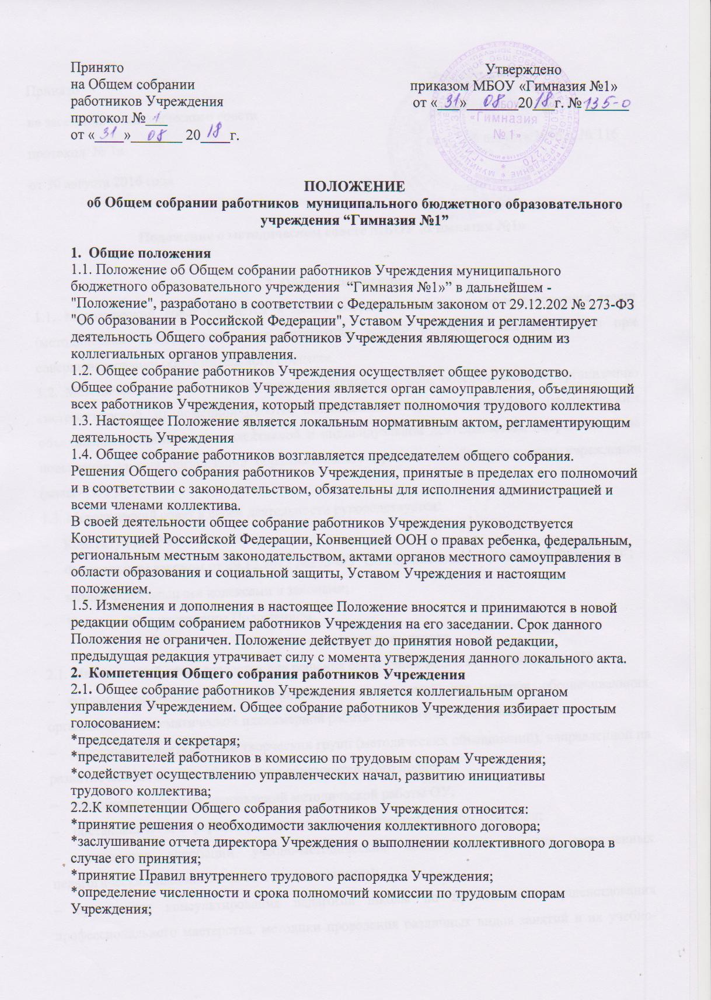 Принято
на Общем собрании
работников Учреждения
протокол № 1
от «31» 08 2018г.
Утверждено
приказом МБОУ «Гимназия №1»
от «31» 08 2018г. № 135-о
МБОУ
«Гимназия
№1»
ПОЛОЖЕНИЕ
об Общем собрании работников муниципального бюджетного образовательного
учреждения “Гимназия №1”
1. Общие положения
1.1. Положение об Общем собрании работников Учреждения муниципального
бюджетного образовательного учреждения “Гимназия №1»” в дальнейшем -
"Положение", разработано в соответствии с Федеральным законом от 29.12.202 № 273-ФЗ
"Об образовании в Российской Федерации", Уставом Учреждения и регламентирует
деятельность Общего собрания работников Учреждения являющегося одним из
коллегиальных органов управления.
1.2. Общее собрание работников Учреждения осуществляет общее руководство.
Общее собрание работников Учреждения является орган самоуправления, объединяющий
всех работников Учреждения, который представляет полномочия трудового коллектива
1.3. Настоящее Положение является локальным нормативным актом, регламентирующим
деятельность Учреждения
1.4. Общее собрание работников возглавляется председателем общего собрания.
Решения Общего собрания работников Учреждения, принятые в пределах его полномочий
и в соответствии с законодательством, обязательны для исполнения администрацией и
всеми членами коллектива.
В своей деятельности общее собрание работников Учреждения руководствуется
Конституцией Российской Федерации, Конвенцией ООН о правах ребенка, федеральным,
региональным местным законодательством, актами органов местного самоуправления в
области образования и социальной защиты, Уставом Учреждения и настоящим
положением.
1.5. Изменения и дополнения в настоящее Положение вносятся и принимаются в новой
редакции общим собранием работников Учреждения на его заседании. Срок данного
Положения не ограничен. Положение действует до принятия новой редакции,
предыдущая редакция утрачивает силу с момента утверждения данного локального акта.
2. Компетенция Общего собрания работников Учреждения
2.1. Общее собрание работников Учреждения является коллегиальным органом
управления Учреждением. Общее собрание работников Учреждения избирает простым
голосованием:
*председателя и секретаря;
*представителей работников в комиссию по трудовым спорам Учреждения;
*содействует осуществлению управленческих начал, развитию инициативы
трудового коллектива;
2.2.К компетенции Общего собрания работников Учреждения относится:
*принятие решения о необходимости заключения коллективного договора;
*заслушивание отчета директора Учреждения о выполнении коллективного договора в
случае его принятия;
*принятие Правил внутреннего трудового распорядка Учреждения;
*определение численности и срока полномочий комиссии по трудовым спорам
Учреждения;